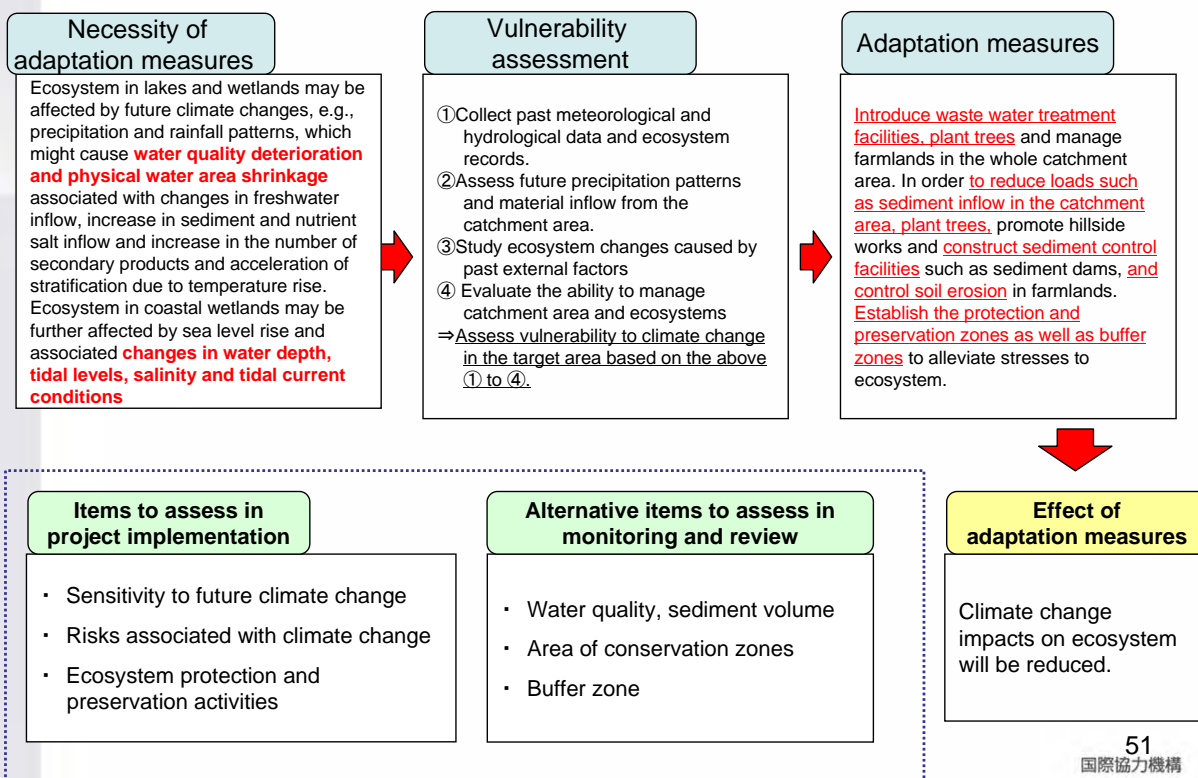 Necessity of
adaptation measures
Ecosystem in lakes and wetlands may be
affected by future climate changes, e.g.,
precipitation and rainfall patterns, which
might cause water quality deterioration
and physical water area shrinkage
associated with changes in freshwater
inflow, increase in sediment and nutrient
salt inflow and increase in the number of
secondary products and acceleration of
stratification due to temperature rise.
Ecosystem in coastal wetlands may be
further affected by sea level rise and
associated changes in water depth,
tidal levels, salinity and tidal current
conditions
Vulnerability
assessment
①Collect past meteorological and
hydrological data and ecosystem
records.
②Assess future precipitation patterns
and material inflow from the
catchment area.
③Study ecosystem changes caused by
past external factors
④ Evaluate the ability to manage
catchment area and ecosystems
⇒Assess vulnerability to climate change
in the target area based on the above
① to ④.
Adaptation measures
Introduce waste water treatment
facilities, plant trees and manage
farmlands in the whole catchment
area. In order to reduce loads such
as sediment inflow in the catchment
area, plant trees, promote hillside
works and construct sediment control
facilities such as sediment dams, and
control soil erosion in farmlands.
Establish the protection and
preservation zones as well as buffer
zones to alleviate stresses to
ecosystem.
Items to assess in
project implementation
・ Sensitivity to future climate change
・ Risks associated with climate change
・ Ecosystem protection and
preservation activities
Alternative items to assess in
monitoring and review
・ Water quality, sediment volume
・ Area of conservation zones
・ Buffer zone
Effect of
adaptation measures
Climate change
impacts on ecosystem
will be reduced.
51
国際協力機構